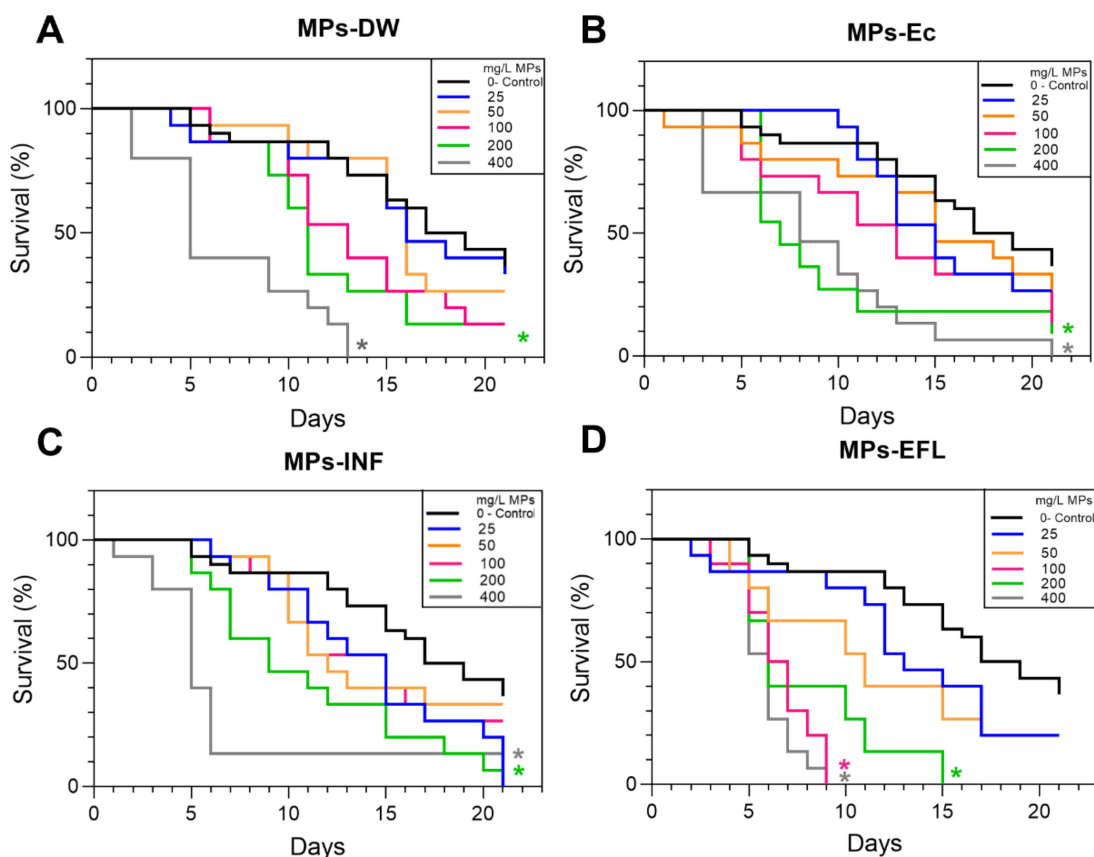 A
MPs-DW
Survival (%)
100
50
0
0 5 10 15 20
Days
mg/L MPs
0- Control
25
50
100
200
400
*
*
B
MPs-Ec
Survival (%)
100
50
0
0 5 10 15 20
Days
mg/L MPs
0 - Control
25
50
100
200
400
*
*
C
MPs-INF
Survival (%)
100
50
0
0 5 10 15 20
Days
mg/L MPs
0 - Control
25
50
100
200
400
*
*
D
MPs-EFL
Survival (%)
100
50
0
0 5 10 15 20
Days
mg/L MPs
0- Control
25
50
100
200
400
*
*
*